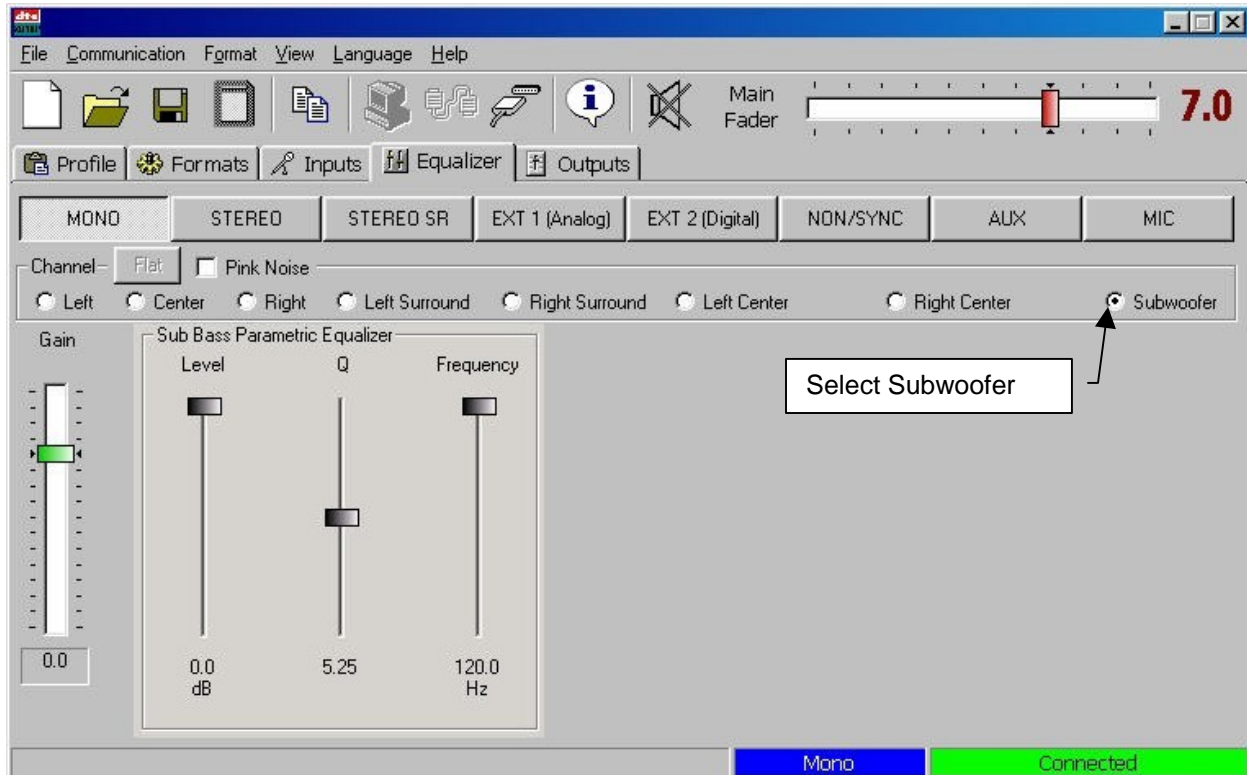 dts
File Communication Format View Language Help
Main Fader 7.0
Profile Formats Inputs Equalizer Outputs
MONO STEREO STEREO SR EXT 1 (Analog) EXT 2 (Digital) NON/SYNC AUX MIC
Channel Flat Pink Noise
Left Center Right Left Surround Right Surround Left Center Right Center Subwoofer
Gain
Sub Bass Parametric Equalizer
Level Q Frequency
Select Subwoofer
0.0
0.0 5.25 120.0
dB Hz
Mono Connected